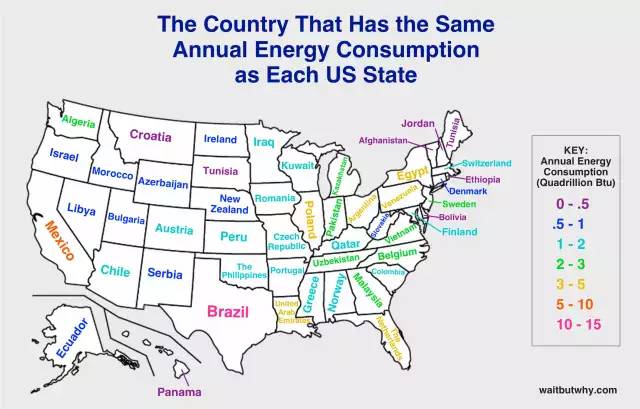 The Country That Has the Same
Annual Energy Consumption
as Each US State
Jordan
Algeria
Croatia
Ireland
Iraq
Afghanistan
Tunisia
Israel
Morocco
Tunisia
Kuwait
Kazakhstan
Egypt
Switzerland
Ethiopia
Denmark
Azerbaijan
New
Zealand
Romania
Poland
Pakistan
Argentina
Venezuela
Sweden
Libya
Bulgaria
Austria
Peru
Czech
Republic
Slovakia
Vietnam
Bolivia
Finland
Mexico
Qatar
Belgium
Chile
Serbia
The
Philippines
Portugal
Uzbekistan
Colombia
Brazil
United
Arab
Emirates
Greece
Norway
Malaysia
The
Netherlands
Ecuador
Panama
KEY:
Annual Energy
Consumption
(Quadrillion Btu)
0 - .5
.5 - 1
1 - 2
2 - 3
3 - 5
5 - 10
10 - 15
waitbutwhy.com